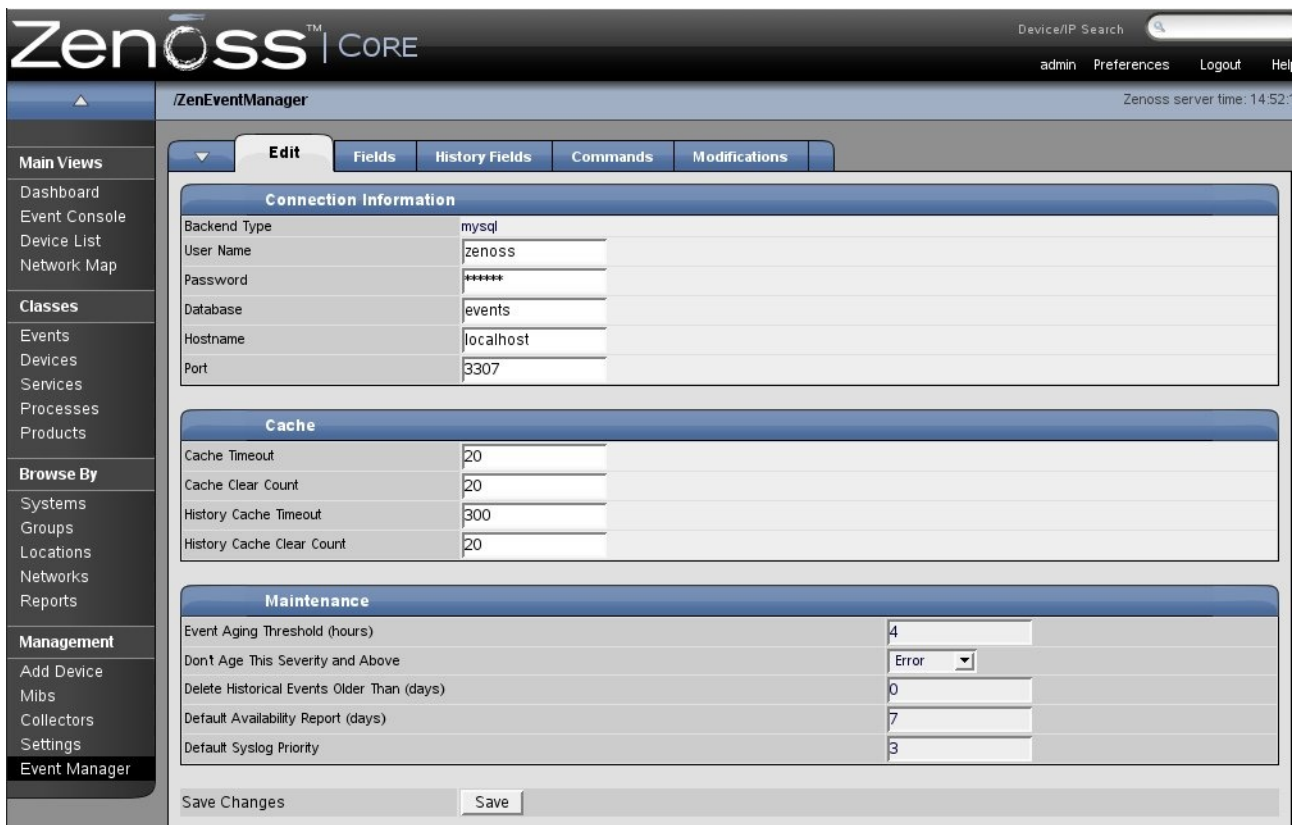 Zenoss™ | CORE
Device/IP Search
admin Preferences Logout Help
/ZenEventManager
Zenoss server time: 14:52:
Main Views
Dashboard
Event Console
Device List
Network Map
Classes
Events
Devices
Services
Processes
Products
Browse By
Systems
Groups
Locations
Networks
Reports
Management
Add Device
Mibs
Collectors
Settings
Event Manager
Edit Fields History Fields Commands Modifications
Connection Information
Backend Type mysql
User Name zenoss
Password ******
Database events
Hostname localhost
Port 3307
Cache
Cache Timeout 20
Cache Clear Count 20
History Cache Timeout 300
History Cache Clear Count 20
Maintenance
Event Aging Threshold (hours) 4
Don't Age This Severity and Above Error
Delete Historical Events Older Than (days) 0
Default Availability Report (days) 7
Default Syslog Priority 3
Save Changes Save